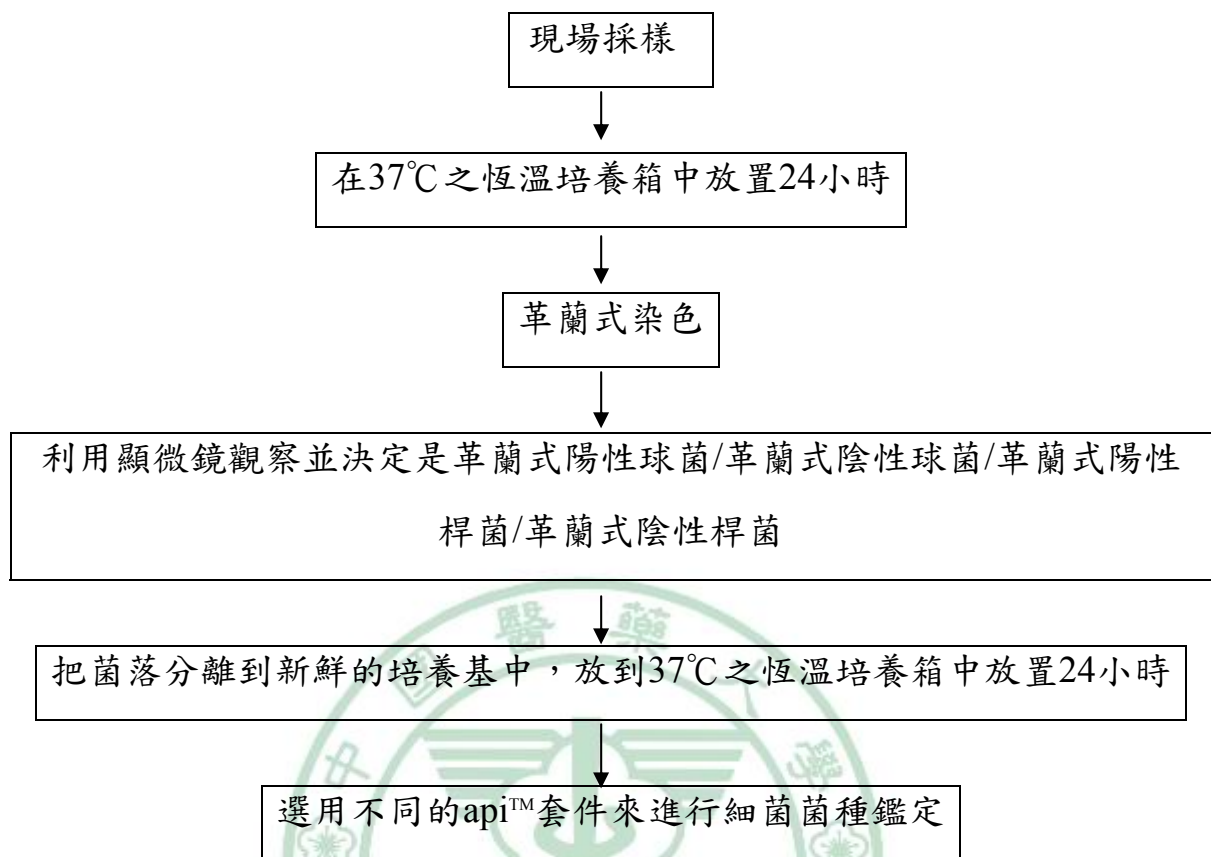 現場採樣
在37℃之恆溫培養箱中放置24小時
革蘭式染色
利用顯微鏡觀察並決定是革蘭式陽性球菌/革蘭式陰性球菌/革蘭式陽性
桿菌/革蘭式陰性桿菌
醫藥
把菌落分離到新鮮的培養基中，放到37℃之恆溫培養箱中放置24小時
中國
大學
選用不同的api™套件來進行細菌菌種鑑定